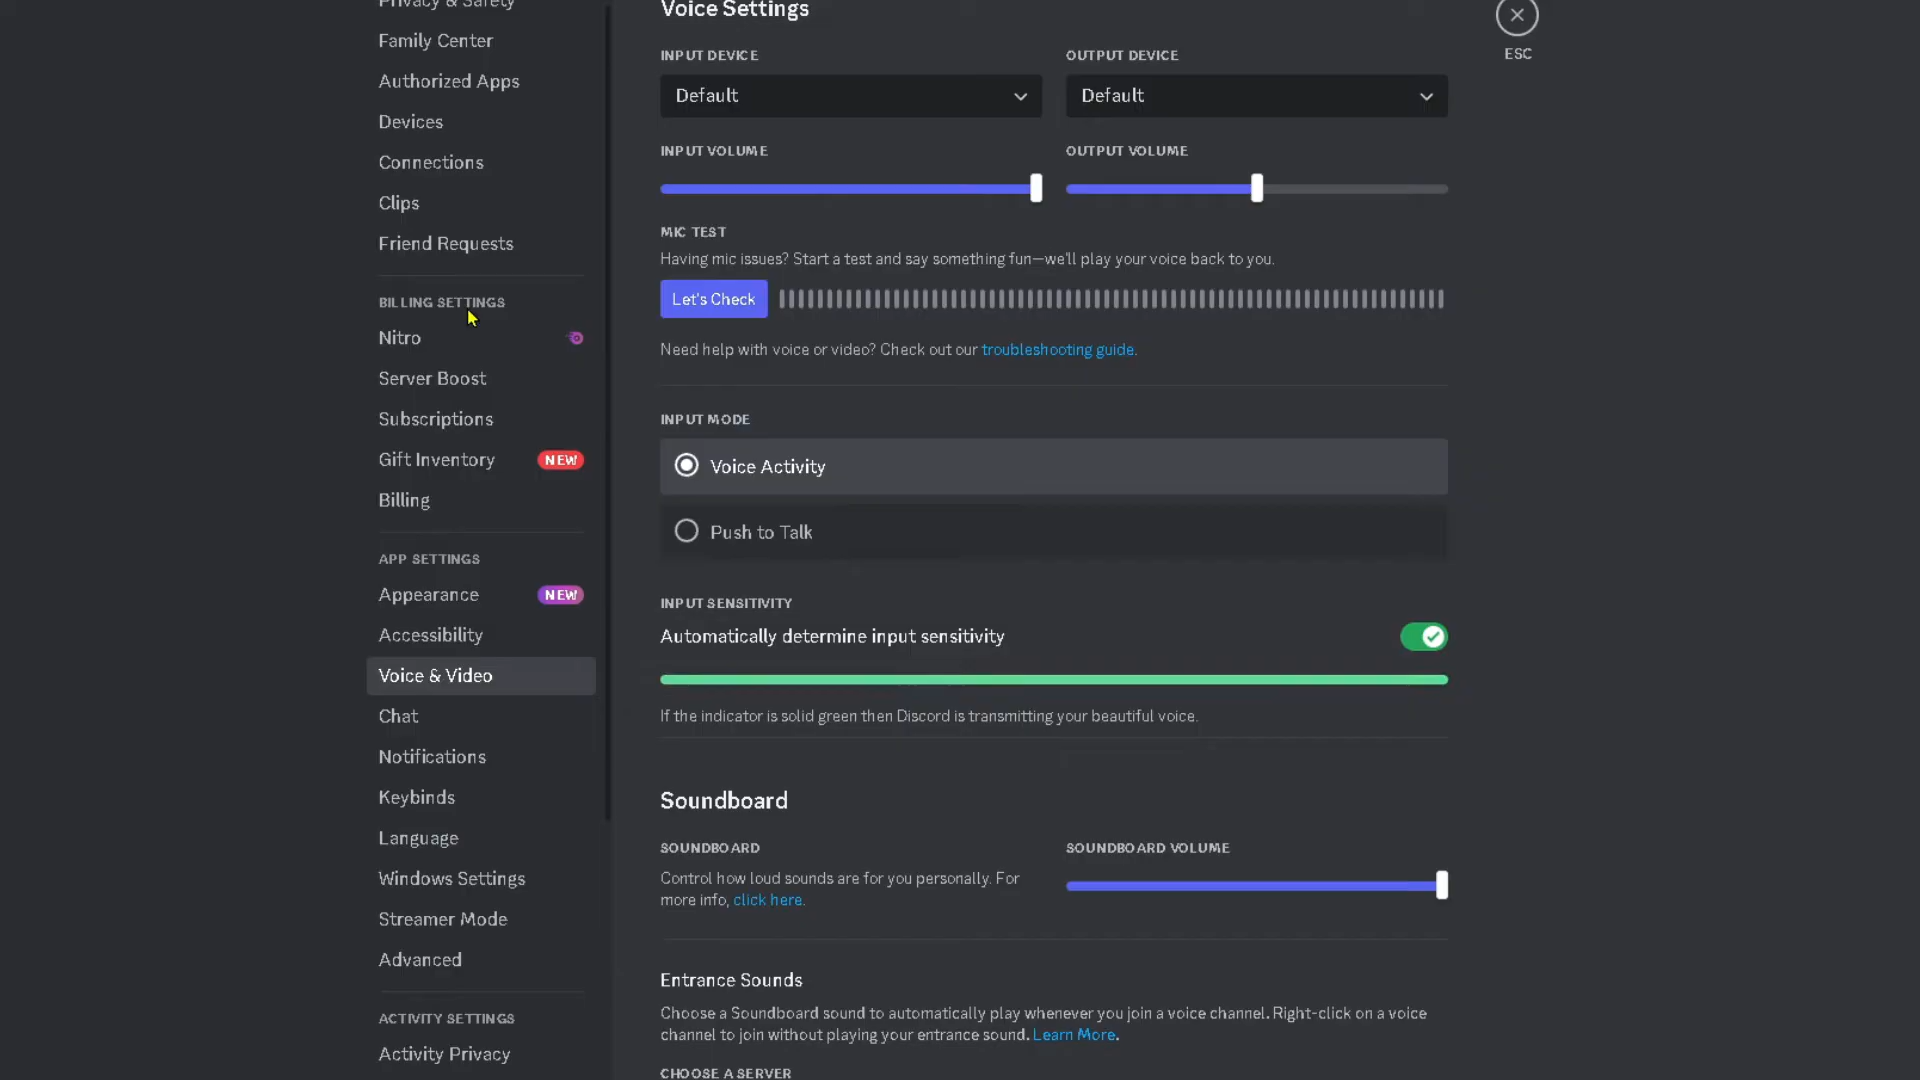 Privacy & Safety
Family Center
Authorized Apps
Devices
Connections
Clips
Friend Requests
BILLING SETTINGS
Nitro
Server Boost
Subscriptions
Gift Inventory NEW
Billing
APP SETTINGS
Appearance NEW
Accessibility
Voice & Video
Chat
Notifications
Keybinds
Language
Windows Settings
Streamer Mode
Advanced
ACTIVITY SETTINGS
Activity Privacy
Voice Settings
INPUT DEVICE
Default
OUTPUT DEVICE
Default
INPUT VOLUME
OUTPUT VOLUME
MIC TEST
Having mic issues? Start a test and say something fun—we'll play your voice back to you.
Let's Check
Need help with voice or video? Check out our troubleshooting guide.
INPUT MODE
Voice Activity
Push to Talk
INPUT SENSITIVITY
Automatically determine input sensitivity
If the indicator is solid green then Discord is transmitting your beautiful voice.
Soundboard
SOUNDBOARD
Control how loud sounds are for you personally. For
more info, click here.
SOUNDBOARD VOLUME
Entrance Sounds
Choose a Soundboard sound to automatically play whenever you join a voice channel. Right-click on a voice
channel to join without playing your entrance sound. Learn More.
CHOOSE A SERVER
ESC